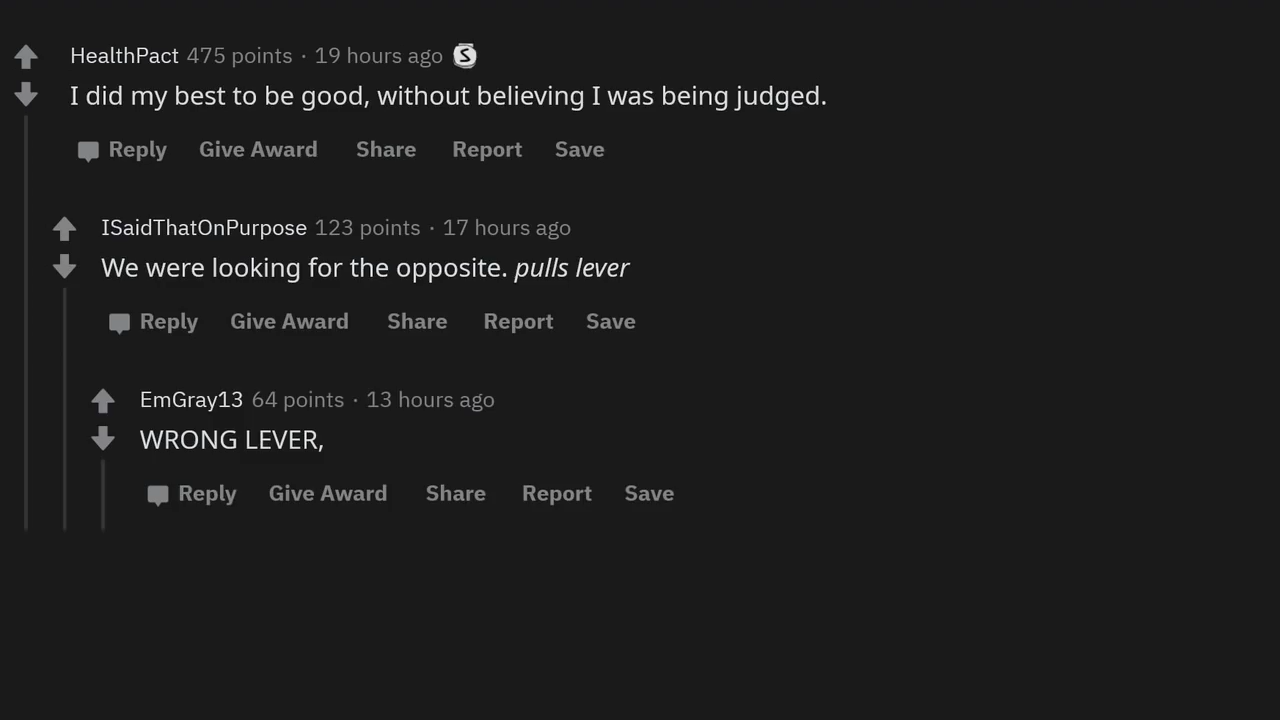 HealthPact 475 points · 19 hours ago S
I did my best to be good, without believing I was being judged.
Reply Give Award Share Report Save
ISaidThatOnPurpose 123 points · 17 hours ago
We were looking for the opposite. pulls lever
Reply Give Award Share Report Save
EmGray13 64 points · 13 hours ago
WRONG LEVER,
Reply Give Award Share Report Save